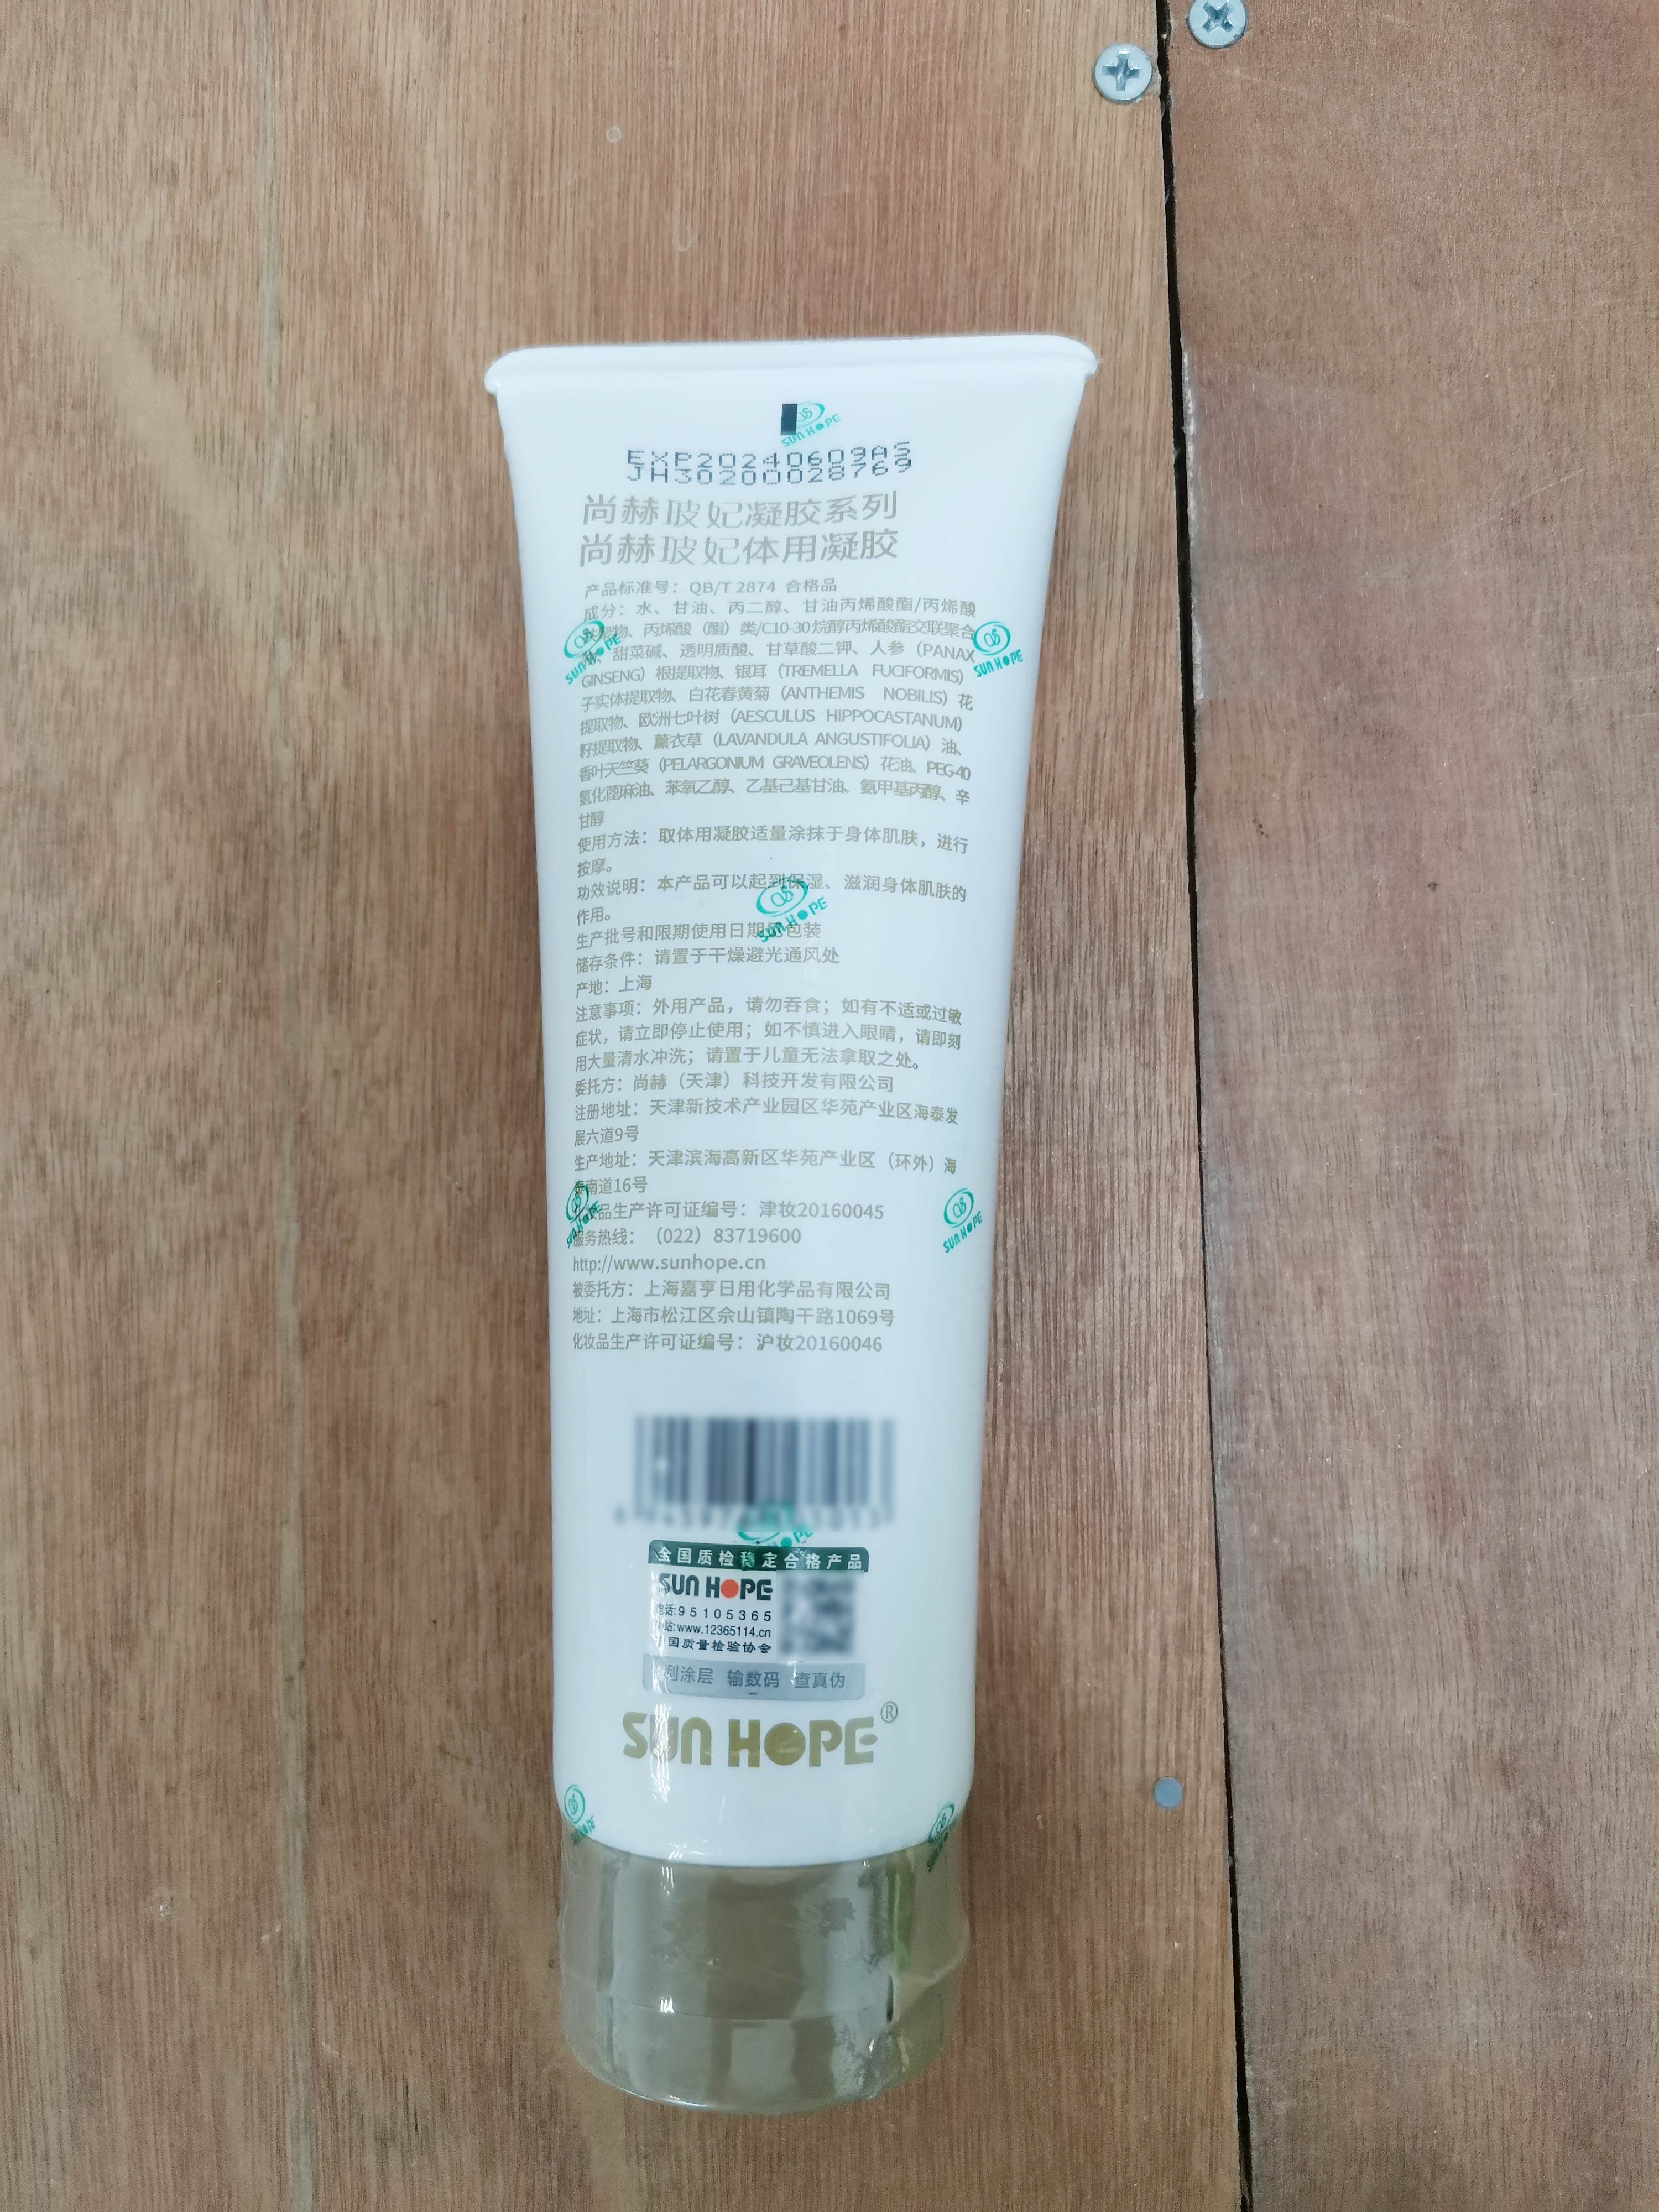 EXP20240609AS
JH30200028769
尚赫玻妃凝胶系列
尚赫玻妃体用凝胶
产品标准号：QB/T 2874 合格品
成分：水、甘油、丙二醇、甘油丙烯酸酯/丙烯酸
物、丙烯酸（酯）类/C10-30烷醇丙烯酸酯交联聚合
、甜菜碱、透明质酸、甘草酸二钾、人参（PANAX
GINSENG）根提取物、银耳（TREMELLA FUCIFORMIS）
子实体提取物、白花春黄菊（ANTHEMIS NOBILIS）花
提取物、欧洲七叶树（AESCULUS HIPPOCASTANUM）
籽提取物、薰衣草（LAVANDULA ANGUSTIFOLIA）油、
香叶天竺葵（PELARGONIUM GRAVEOLENS）花油、PEG-40
氢化蓖麻油、苯氧乙醇、乙基己基甘油、氨甲基丙醇、辛
甘醇
使用方法：取体用凝胶适量涂抹于身体肌肤，进行
按摩。
功效说明：本产品可以起到保湿、滋润身体肌肤的
作用。
生产批号和限期使用日期见包装
储存条件：请置于干燥避光通风处
产地：上海
注意事项：外用产品，请勿吞食；如有不适或过敏
症状，请立即停止使用；如不慎进入眼睛，请即刻
用大量清水冲洗；请置于儿童无法拿取之处。
委托方：尚赫（天津）科技开发有限公司
注册地址：天津新技术产业园区华苑产业区海泰发
展六道9号
生产地址：天津滨海高新区华苑产业区（环外）海
泰南道16号
化妆品生产许可证编号：津妆20160045
服务热线：（022）83719600
http://www.sunhope.cn
被委托方：上海嘉亨日用化学品有限公司
地址：上海市松江区佘山镇陶干路1069号
化妆品生产许可证编号：沪妆20160046
全国质检稳定合格产品
SUN HOPE
电话:95105365
网站:www.12365114.cn
国质量检验协会
刮涂层 输数码 查真伪
SUN HOPE®